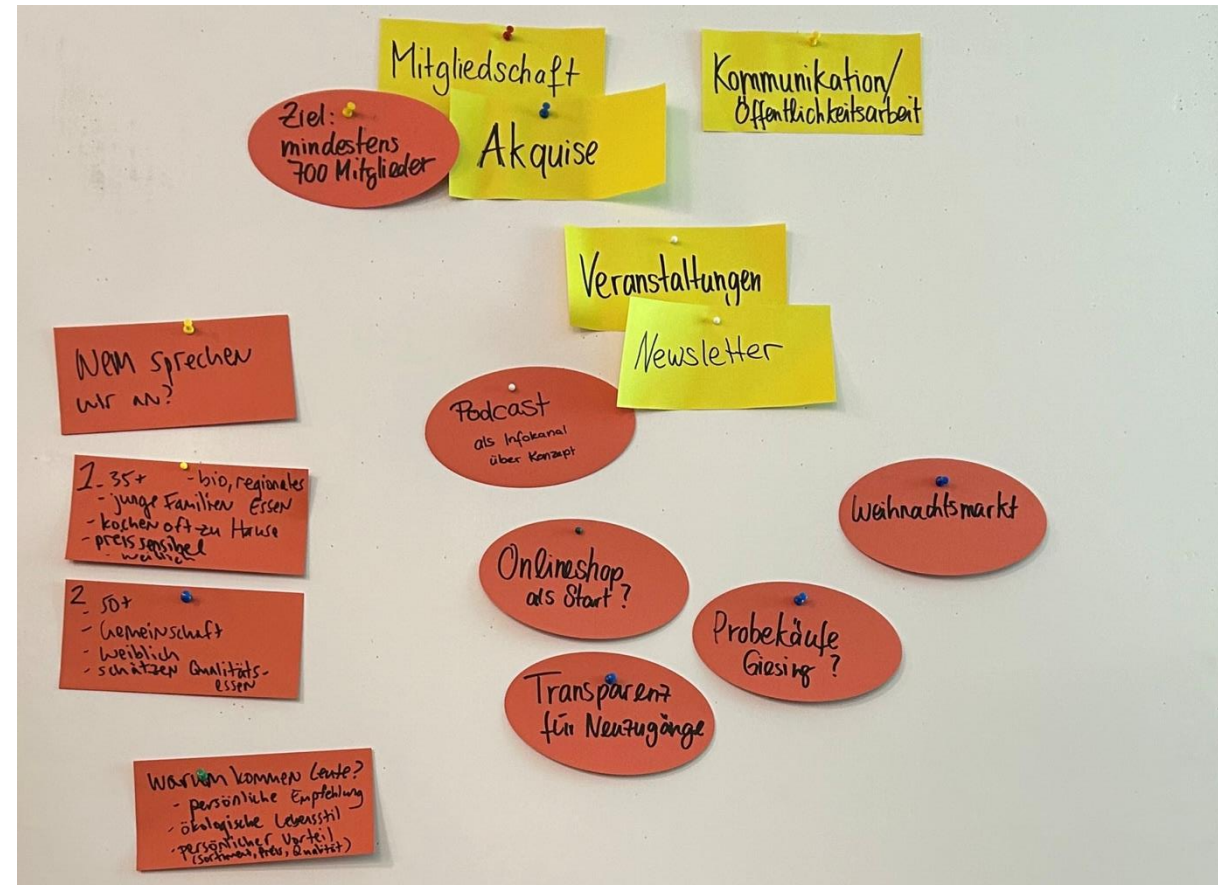 Mitgliedschaft
Akquise
Ziel:
mindestens
700 Mitglieder
Kommunikation/
Öffentlichkeitsarbeit
Veranstaltungen
Newsletter
Podcast
als Infokanal
über Konzept
Wem sprechen
wir an?
1. 35+ - bio, regionales
- junge Familien Essen
- kochen oft zu Hause
- preissensibel
- weiblich
2. 50+
- Gemeinschaft
- weiblich
- schätzen Qualitäts-
essen
Warum kommen Leute?
- persönliche Empfehlung
- ökologische Lebensstil
- persönlicher Vorteil
(Sortiment, Preis, Qualität)
Onlineshop
als Start?
Weihnachtsmarkt
Probekäufe
Giesing?
Transparenz
für Neuzugänge